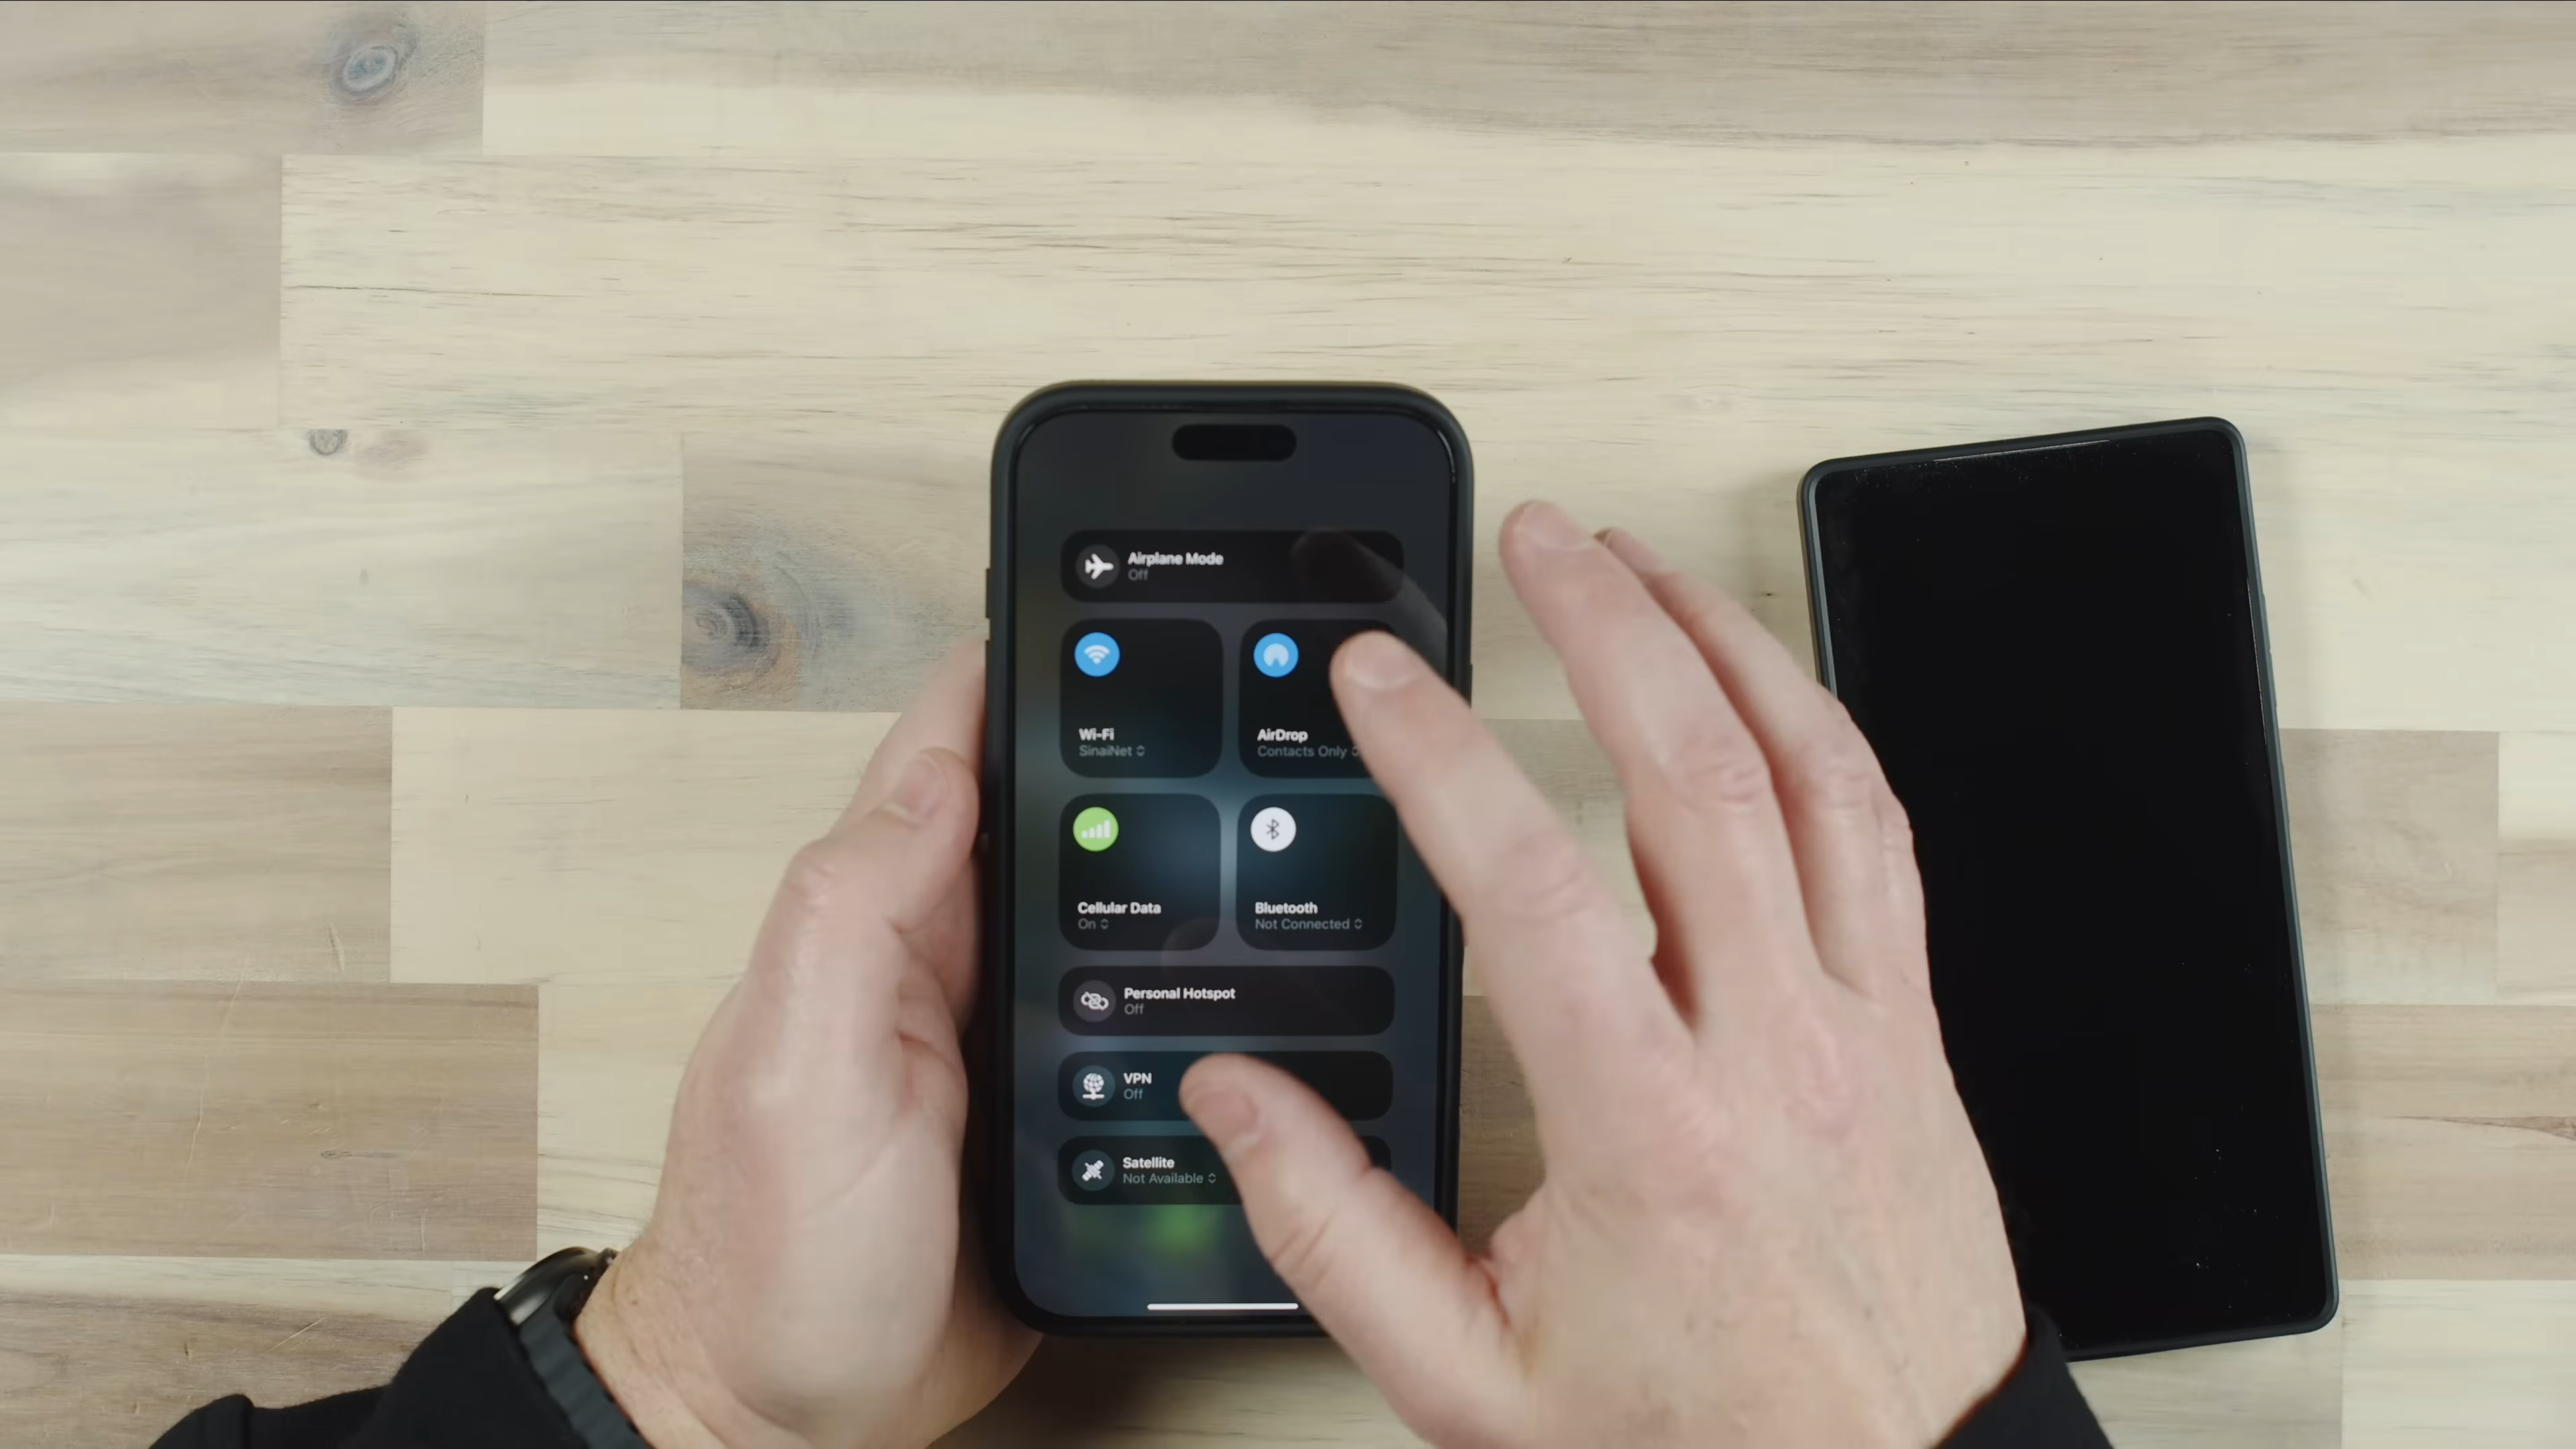 Airplane Mode
Off
Wi-Fi
SinaiNet
AirDrop
Contacts Only
Cellular Data
On
Bluetooth
Not Connected
Personal Hotspot
Off
VPN
Off
Satellite
Not Available